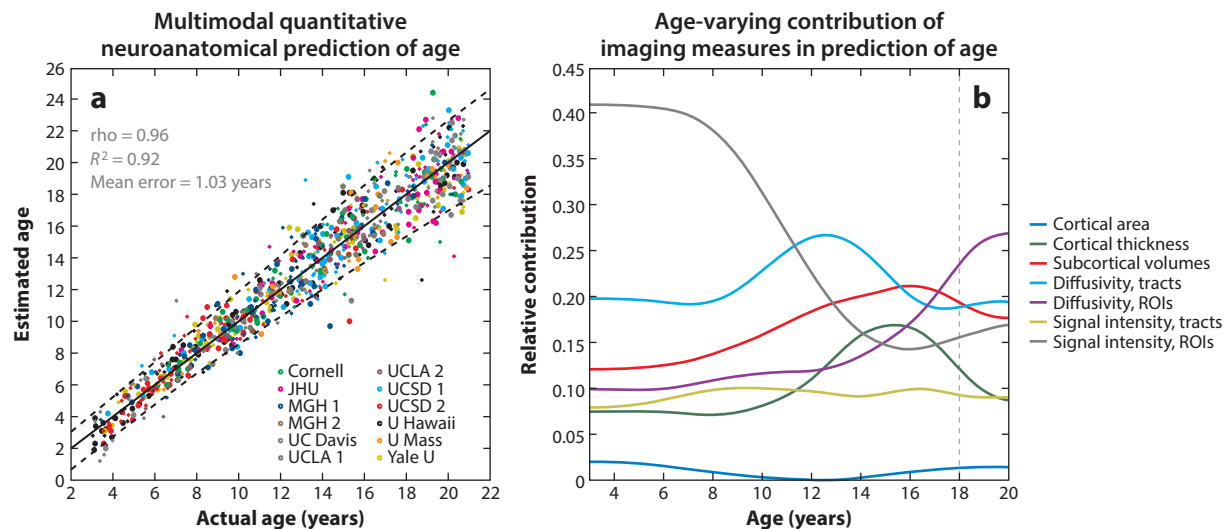 Multimodal quantitative
neuroanatomical prediction of age
26
24
22
20
18
16
14
12
10
8
6
4
2
0
Estimated age
a
rho = 0.96
R² = 0.92
Mean error = 1.03 years
Cornell
JHU
MGH 1
MGH 2
UC Davis
UCLA 1
UCLA 2
UCSD 1
UCSD 2
U Hawaii
U Mass
Yale U
2 4 6 8 10 12 14 16 18 20 22
Actual age (years)
Age-varying contribution of
imaging measures in prediction of age
0.45
0.40
0.35
0.30
0.25
0.20
0.15
0.10
0.05
0
Relative contribution
b
4 6 8 10 12 14 16 18 20
Age (years)
Cortical area
Cortical thickness
Subcortical volumes
Diffusivity, tracts
Diffusivity, ROIs
Signal intensity, tracts
Signal intensity, ROIs